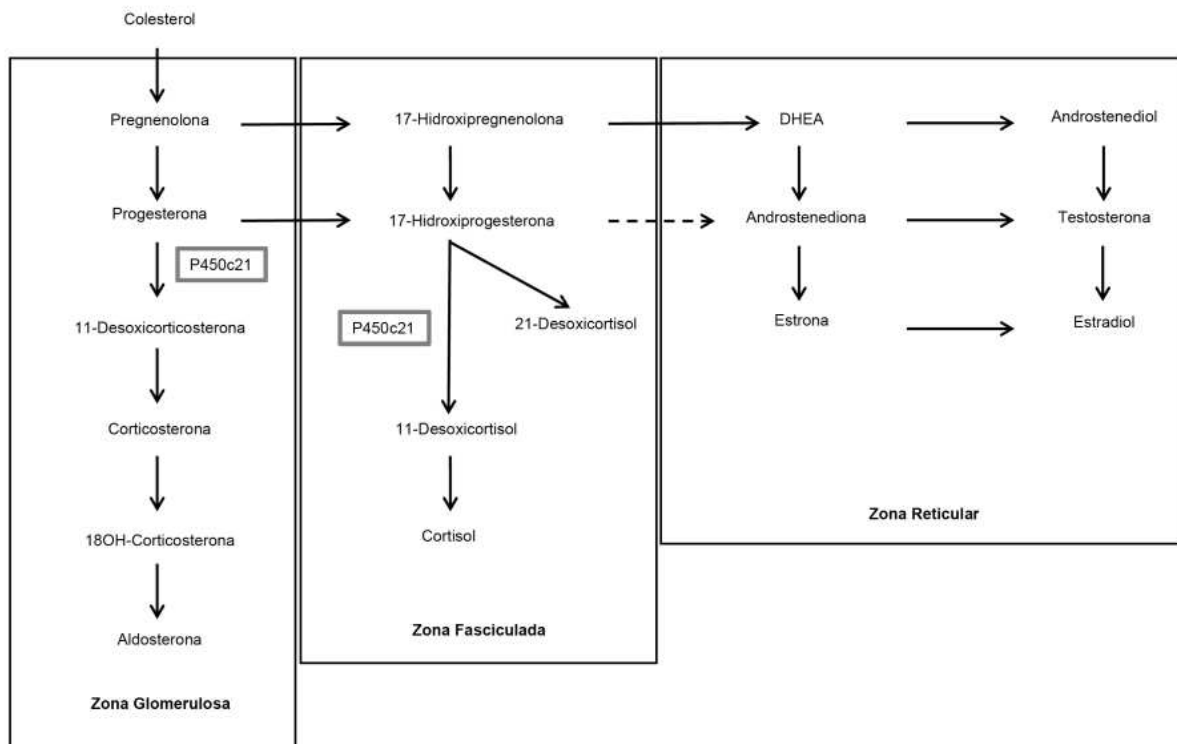 Colesterol
Pregnenolona
17-Hidroxipregnenolona
DHEA
Androstenediol
Progesterona
17-Hidroxiprogesterona
Androstenediona
Testosterona
P450c21
11-Desoxicorticosterona
P450c21
21-Desoxicortisol
Estrona
Estradiol
Corticosterona
11-Desoxicortisol
Zona Reticular
18OH-Corticosterona
Cortisol
Aldosterona
Zona Fasciculada
Zona Glomerulosa